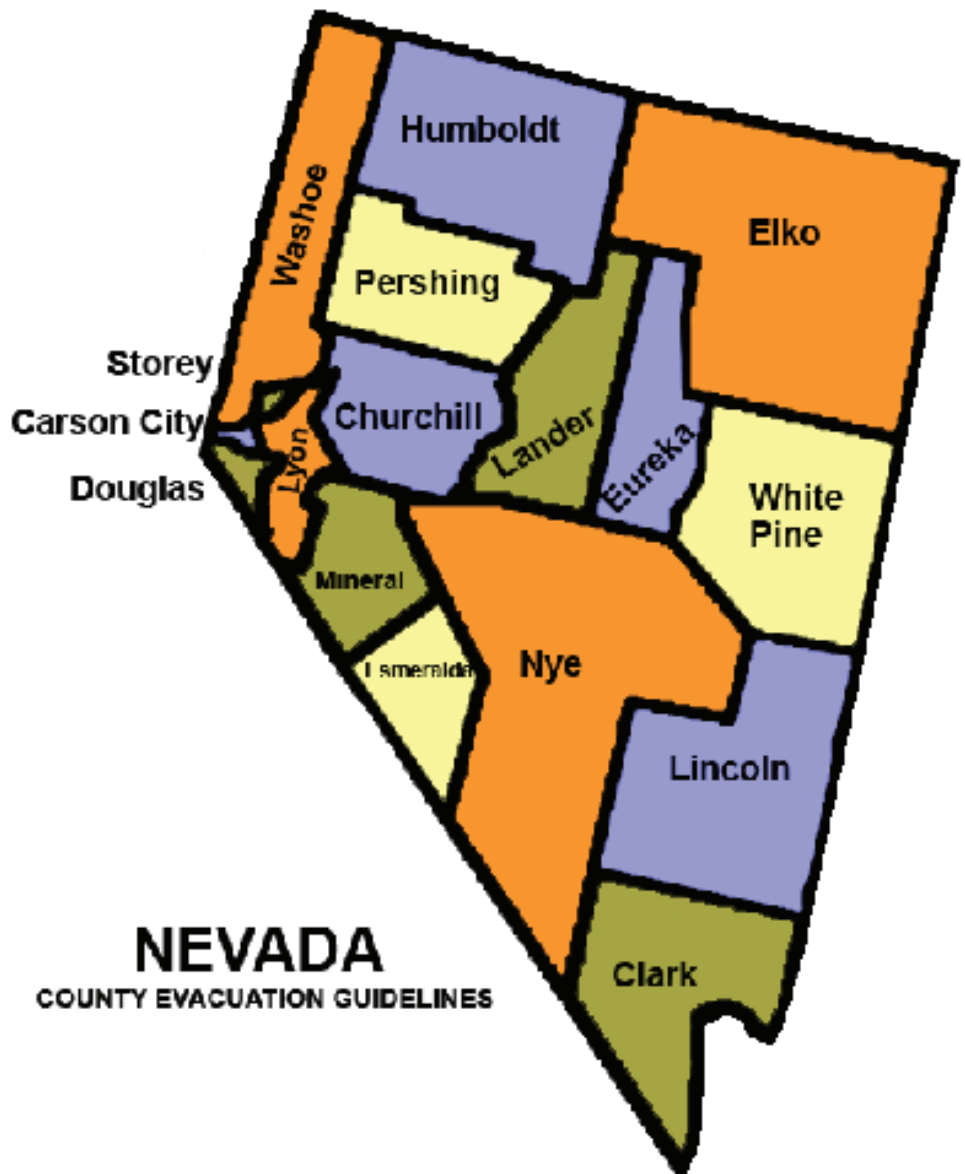 Humboldt
Elko
Washoe
Pershing
Storey
Carson City
Churchill
Lander
Eureka
Lyon
Douglas
White
Pine
Mineral
Esmeralda
Nye
Lincoln
Clark
NEVADA
COUNTY EVACUATION GUIDELINES